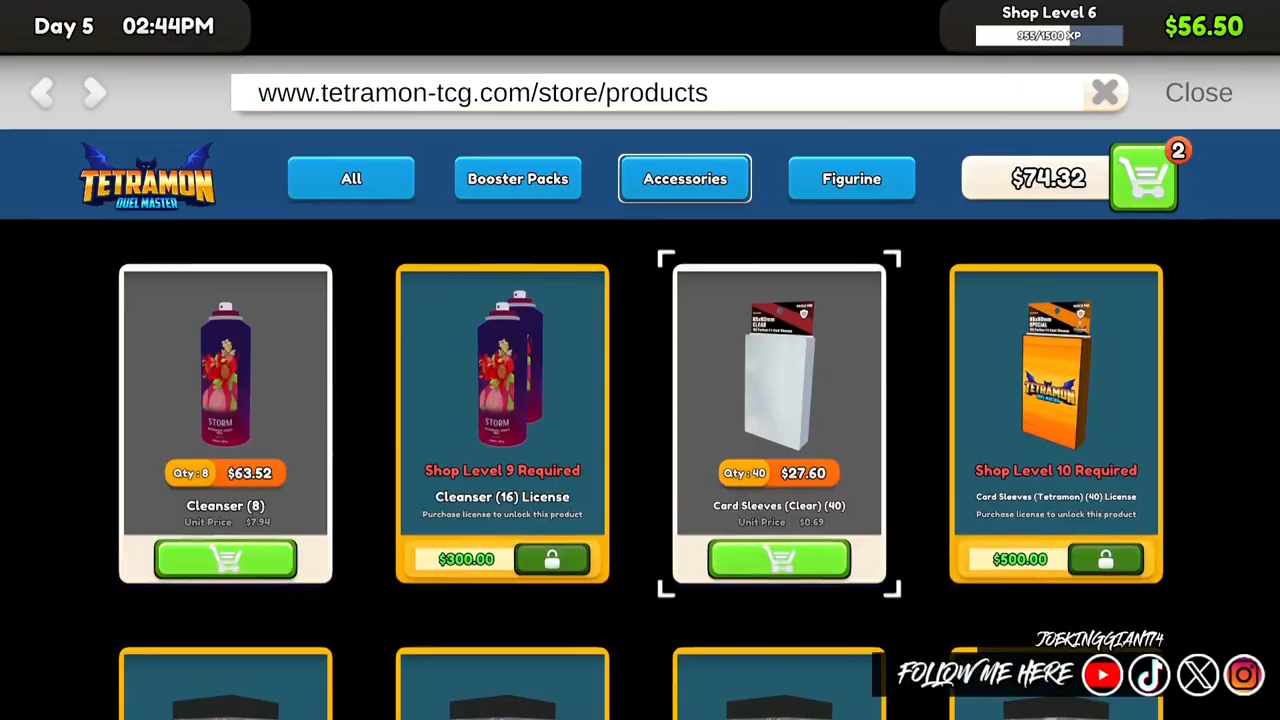 Day 5 02:44PM
Shop Level 6
955/1500 XP
$56.50
www.tetramon-tcg.com/store/products
Close
TETRAMON
DUEL MASTER
All
Booster Packs
Accessories
Figurine
$74.32
2
STORM
Qty : 8 $63.52
Cleanser (8)
Unit Price $7.94
STORM
Shop Level 9 Required
Cleanser (16) License
Purchase license to unlock this product
$300.00
CLEAR
Qty : 40 $27.60
Card Sleeves (Clear) (40)
Unit Price $0.69
SPECIAL
TETRAMON
Shop Level 10 Required
Card Sleeves (Tetramon) (40) License
Purchase license to unlock this product
$500.00
JOEKINGGIANT74
FOLLOW ME HERE